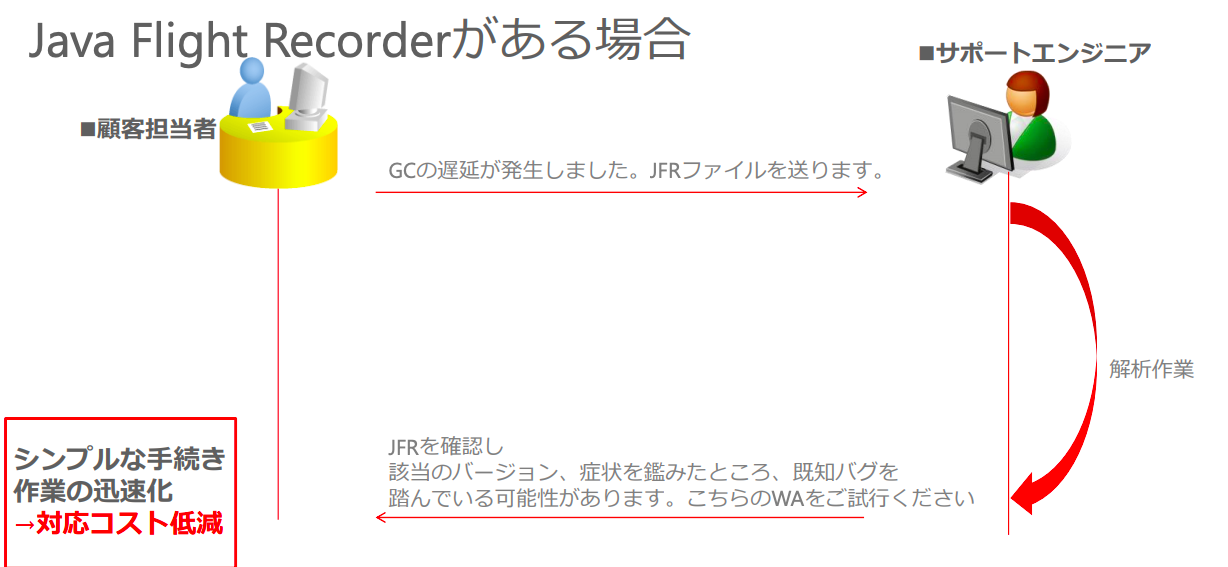 Java Flight Recorderがある場合
■サポートエンジニア
■顧客担当者
GCの遅延が発生しました。JFRファイルを送ります。
解析作業
JFRを確認し
該当のバージョン、症状を鑑みたところ、既知バグを
踏んでいる可能性があります。こちらのWAをご試行ください
シンプルな手続き
作業の迅速化
→対応コスト低減